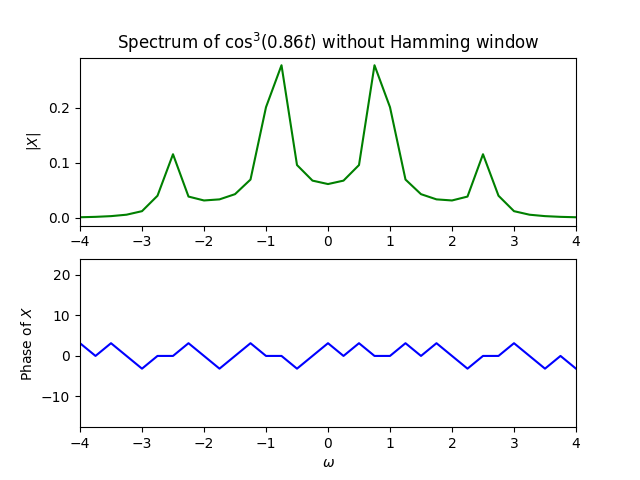 Spectrum of cos³(0.86t) without Hamming window
|X|
0.2
0.1
0.0
−4 −3 −2 −1 0 1 2 3 4
Phase of X
20
10
0
−10
−4 −3 −2 −1 0 1 2 3 4
ω